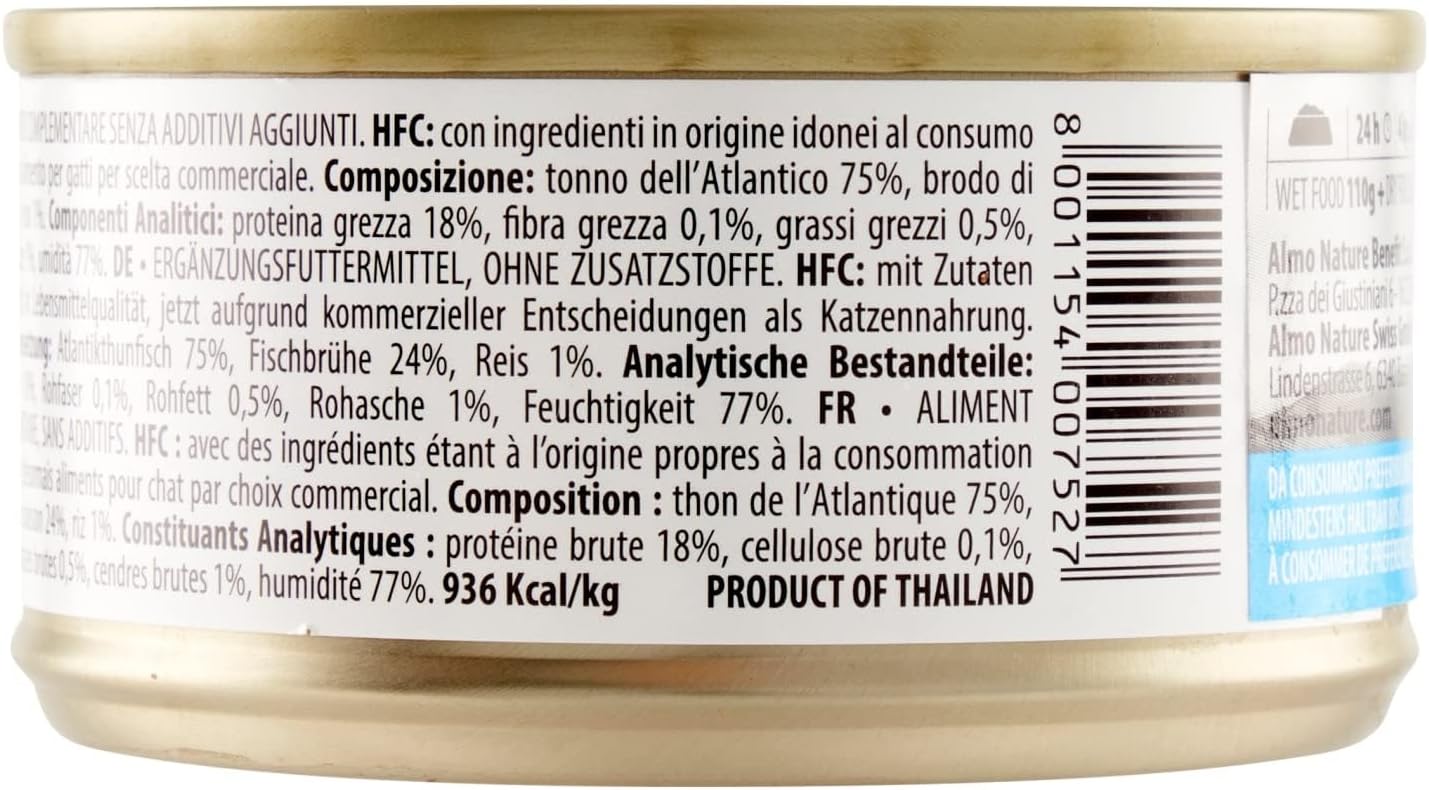 COMPLEMENTARE SENZA ADDITIVI AGGIUNTI. HFC: con ingredienti in origine idonei al consumo
per gatti per scelta commerciale. Composizione: tonno dell'Atlantico 75%, brodo di
1%. Componenti Analitici: proteina grezza 18%, fibra grezza 0,1%, grassi grezzi 0,5%,
umidità 77%. DE • ERGÄNZUNGSFUTTERMITTEL, OHNE ZUSATZSTOFFE. HFC: mit Zutaten
Lebensmittelqualität, jetzt aufgrund kommerzieller Entscheidungen als Katzennahrung.
Atlantikthunfisch 75%, Fischbrühe 24%, Reis 1%. Analytische Bestandteile:
Rohfaser 0,1%, Rohfett 0,5%, Rohasche 1%, Feuchtigkeit 77%. FR • ALIMENT
SANS ADDITIFS. HFC : avec des ingrédients étant à l'origine propres à la consommation
aliments pour chat par choix commercial. Composition : thon de l'Atlantique 75%,
24%, riz 1%. Constituants Analytiques : protéine brute 18%, cellulose brute 0,1%,
brutes 0,5%, cendres brutes 1%, humidité 77%. 936 Kcal/kg PRODUCT OF THAILAND
8 001154 007527
24h
WET FOOD 110g +
Almo Nature
P.zza dei Giustiniani 6
Almo Nature Swiss
Lindenstrasse 6,
almonature.com
DA CONSUMARSI
MINDESTENS HALTBAR
À CONSOMMER DE